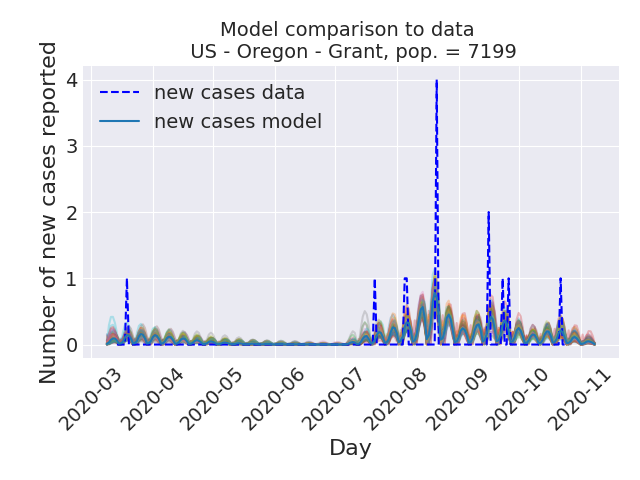 Model comparison to data
US - Oregon - Grant, pop. = 7199
Number of new cases reported
4
3
2
1
0
new cases data
new cases model
2020-03
2020-04
2020-05
2020-06
2020-07
2020-08
2020-09
2020-10
2020-11
Day